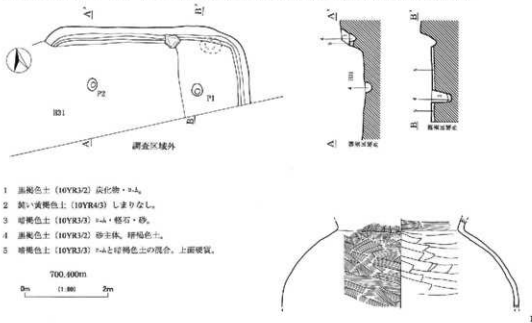 A'
B'
P2
P1
H31
A
B
調査区域外
A'
B'
H31
A
B
1 黒褐色土 (10YR3/2) 炭化物・ローム。
2 鈍い黄褐色土 (10YR4/3) しまりなし。
3 暗褐色土 (10YR3/3) ローム・軽石・砂。
4 黒褐色土 (10YR3/2) 砂主体、暗褐色土。
5 暗褐色土 (10YR3/3) ロームと暗褐色土の混合、上面硬質。
700.400m
0m (1:80) 2m